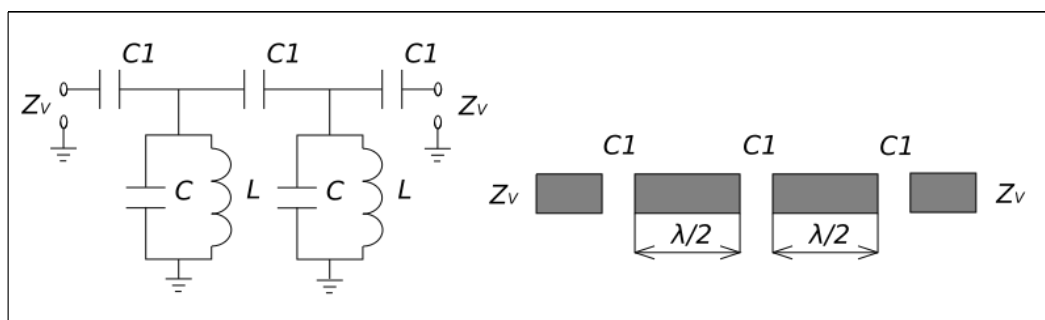 C1 C1 C1
Zv Zv
C L C L
C1 C1 C1
Zv Zv
λ/2 λ/2